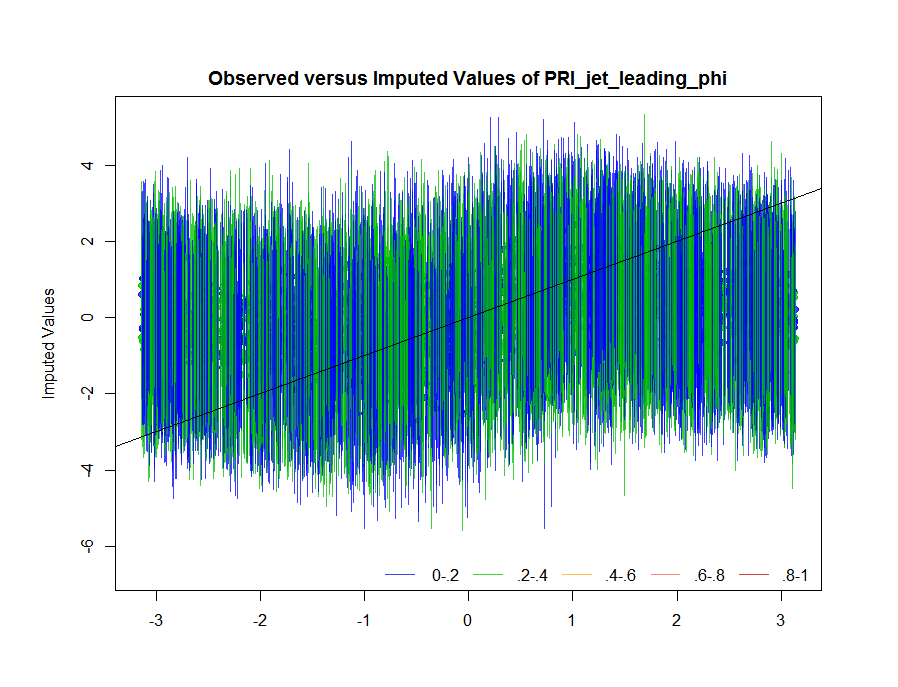 Observed versus Imputed Values of PRI_jet_leading_phi
Imputed Values
4
2
0
-2
-4
-6
0-.2 .2-.4 .4-.6 .6-.8 .8-1
-3 -2 -1 0 1 2 3